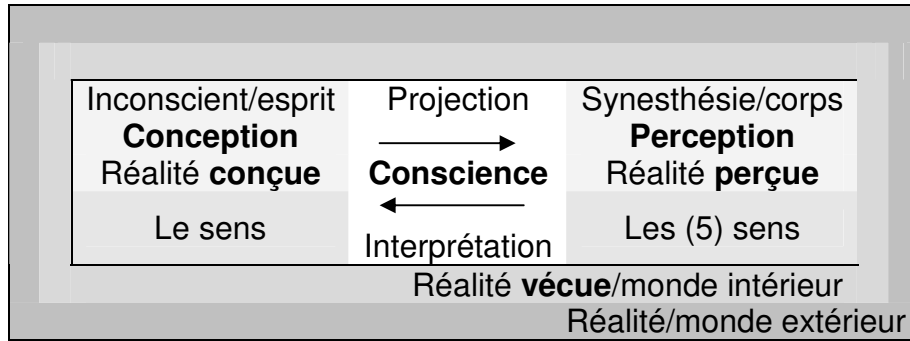 Inconscient/esprit
Conception
Réalité conçue
Le sens
Projection
Conscience
Interprétation
Synesthésie/corps
Perception
Réalité perçue
Les (5) sens
Réalité vécue/monde intérieur
Réalité/monde extérieur